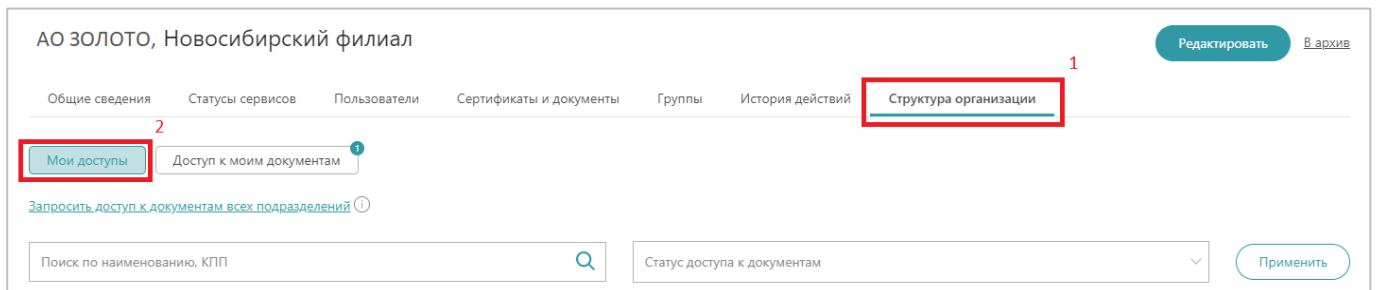 АО ЗОЛОТО, Новосибирский филиал
Редактировать В архив
1
Общие сведения Статусы сервисов Пользователи Сертификаты и документы Группы История действий Структура организации
2
Мои доступы Доступ к моим документам 1
Запросить доступ к документам всех подразделений i
Поиск по наименованию, КПП Статус доступа к документам Применить